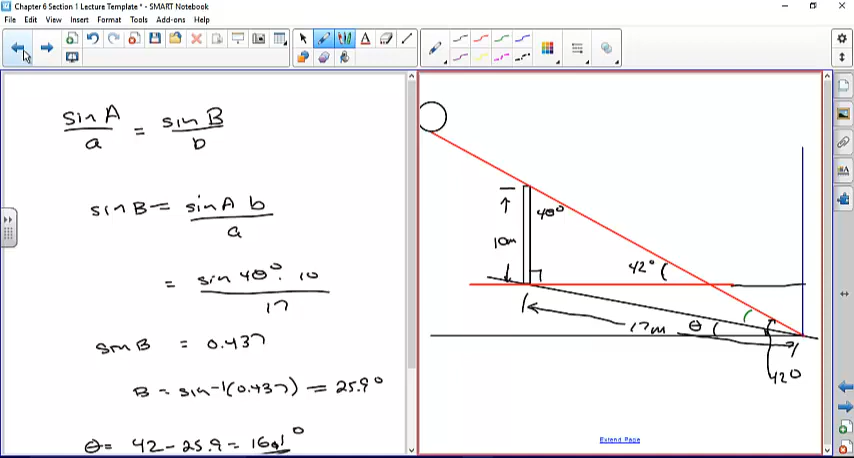 Chapter 6 Section 1 Lecture Template * - SMART Notebook
File Edit View Insert Format Tools Add-ons Help
sin A / a = sin B / b
sin B = sin A b / a
= sin 48°. 10 / 17
sin B = 0.437
B = sin-1(0.437) = 25.9°
θ = 42 - 25.9 = 16.1°
48°
10m
42°
17m
θ
42°
Extend Page